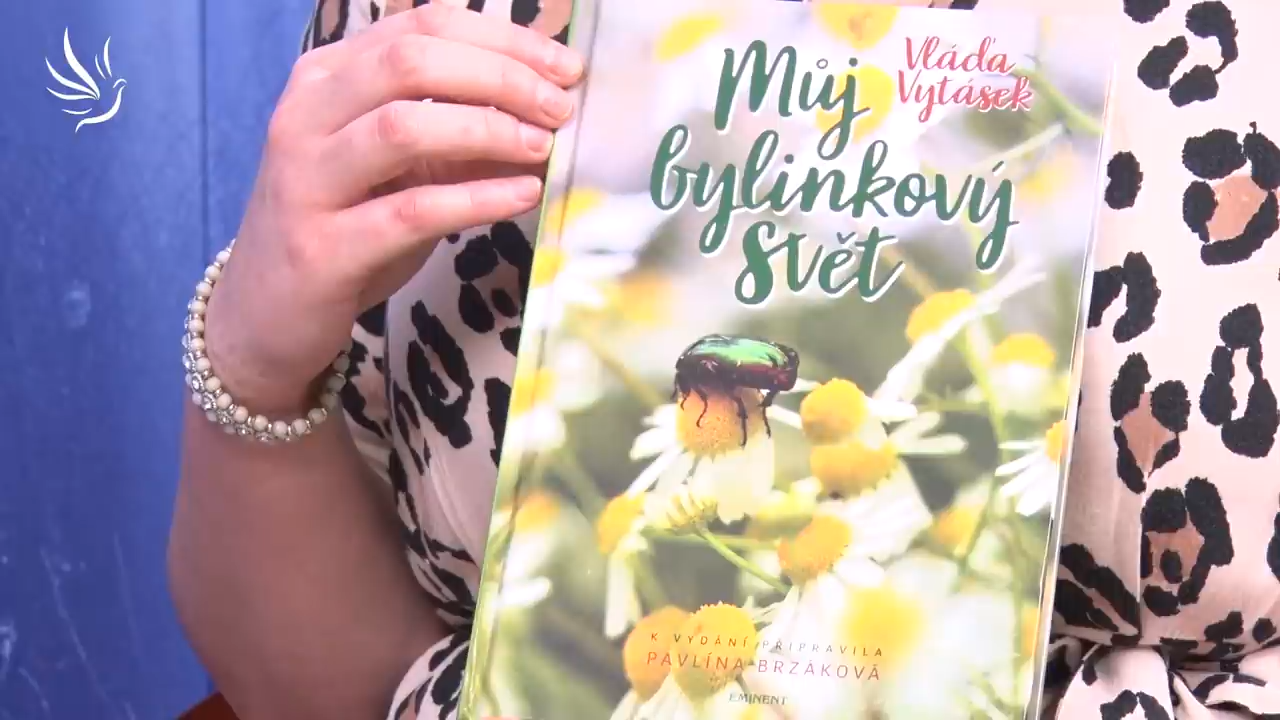 Vláďa
Vytásek
Můj
bylinkový
svět
K VYDÁNÍ PŘIPRAVILA
PAVLÍNA BRZÁKOVÁ
EMINENT